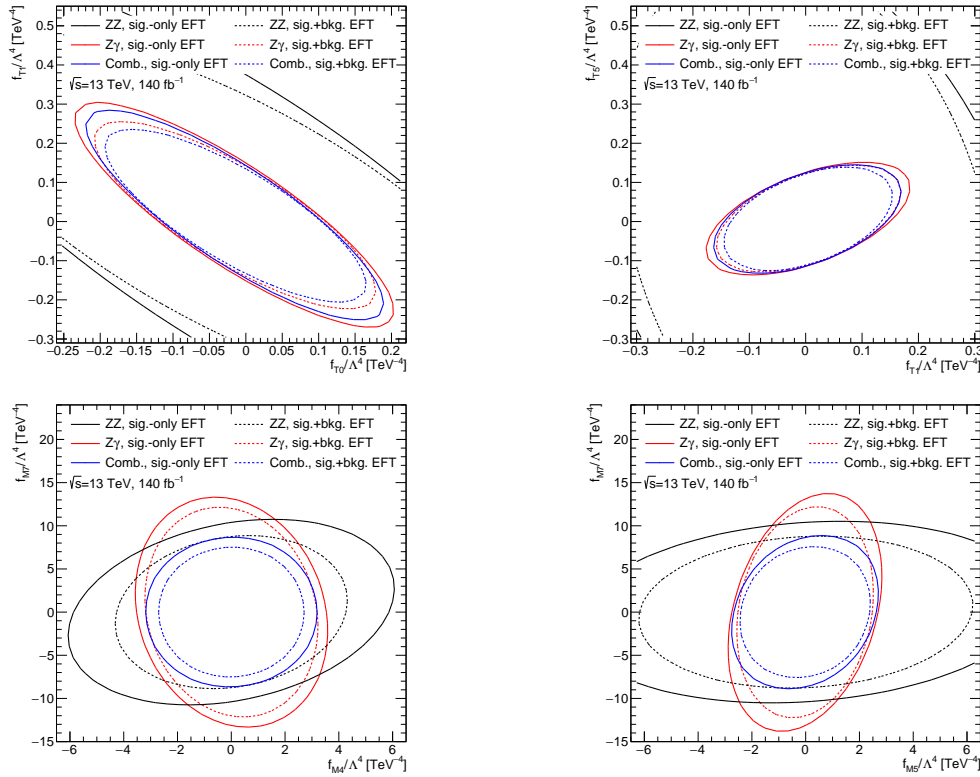 ZZ, sig.-only EFT ZZ, sig.+bkg. EFT
Zγ, sig.-only EFT Zγ, sig.+bkg. EFT
Comb., sig.-only EFT Comb., sig.+bkg. EFT
√s=13 TeV, 140 fb⁻¹
f_T1/Λ⁴ [TeV⁻⁴]
0.5
0.4
0.3
0.2
0.1
0
−0.1
−0.2
−0.3
−0.25 −0.2 −0.15 −0.1 −0.05 0 0.05 0.1 0.15 0.2
f_T0/Λ⁴ [TeV⁻⁴]
ZZ, sig.-only EFT ZZ, sig.+bkg. EFT
Zγ, sig.-only EFT Zγ, sig.+bkg. EFT
Comb., sig.-only EFT Comb., sig.+bkg. EFT
√s=13 TeV, 140 fb⁻¹
f_T5/Λ⁴ [TeV⁻⁴]
0.5
0.4
0.3
0.2
0.1
0
−0.1
−0.2
−0.3
−0.3 −0.2 −0.1 0 0.1 0.2 0.3
f_T1/Λ⁴ [TeV⁻⁴]
ZZ, sig.-only EFT ZZ, sig.+bkg. EFT
Zγ, sig.-only EFT Zγ, sig.+bkg. EFT
Comb., sig.-only EFT Comb., sig.+bkg. EFT
√s=13 TeV, 140 fb⁻¹
f_M7/Λ⁴ [TeV⁻⁴]
20
15
10
5
0
−5
−10
−15
−6 −4 −2 0 2 4 6
f_M4/Λ⁴ [TeV⁻⁴]
ZZ, sig.-only EFT ZZ, sig.+bkg. EFT
Zγ, sig.-only EFT Zγ, sig.+bkg. EFT
Comb., sig.-only EFT Comb., sig.+bkg. EFT
√s=13 TeV, 140 fb⁻¹
f_M7/Λ⁴ [TeV⁻⁴]
20
15
10
5
0
−5
−10
−15
−6 −4 −2 0 2 4 6
f_M5/Λ⁴ [TeV⁻⁴]